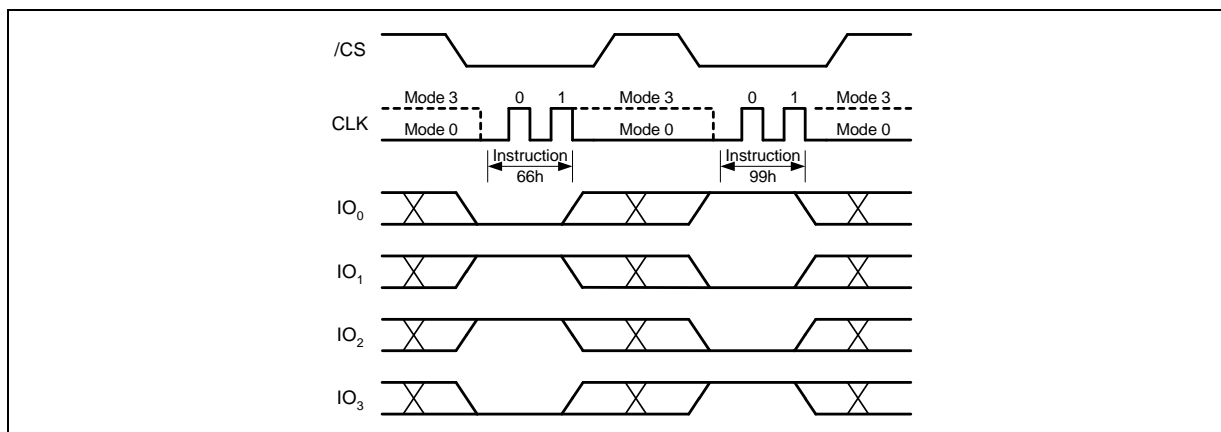 /CS
Mode 3 0 1 Mode 3 0 1 Mode 3
CLK
Mode 0 Mode 0 Mode 0
Instruction Instruction
66h 99h
IO0
IO1
IO2
IO3